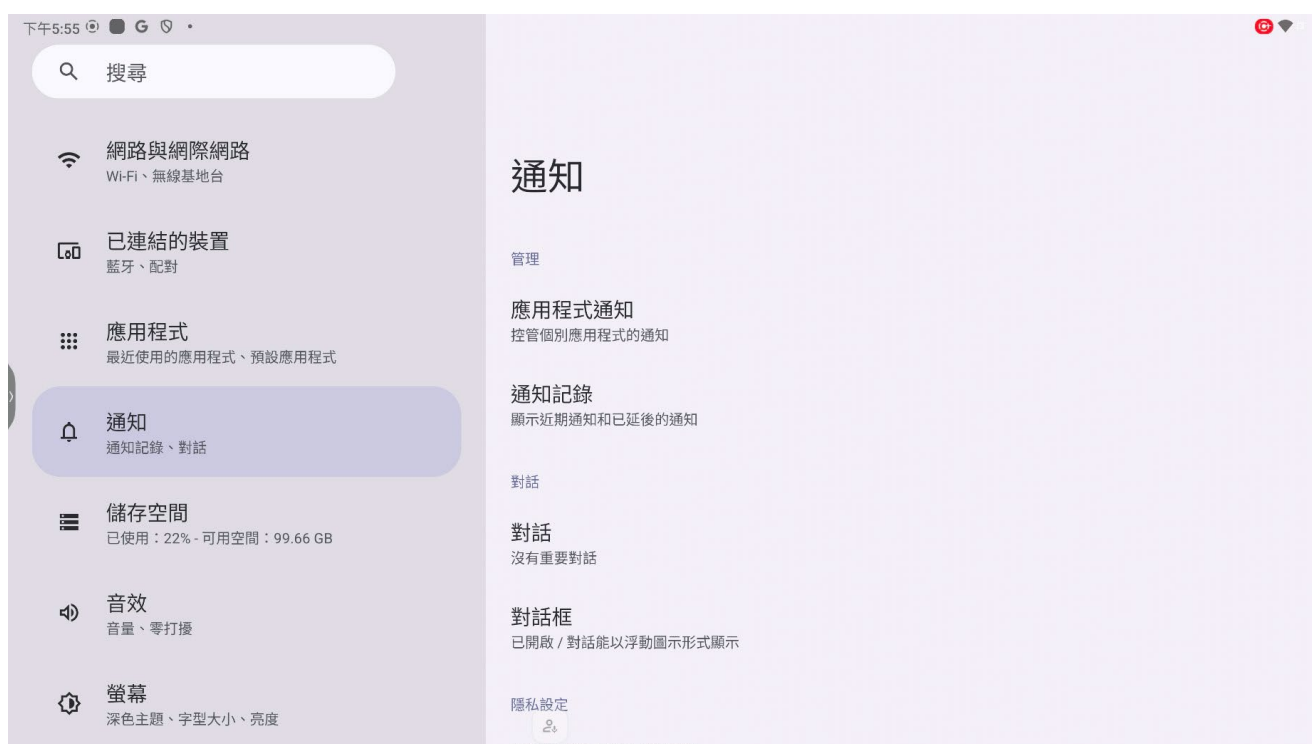 下午5:55 G
搜尋
網路與網際網路
Wi-Fi、無線基地台
已連結的裝置
藍牙、配對
應用程式
最近使用的應用程式、預設應用程式
通知
通知記錄、對話
儲存空間
已使用：22% - 可用空間：99.66 GB
音效
音量、零打擾
螢幕
深色主題、字型大小、亮度
通知
管理
應用程式通知
控管個別應用程式的通知
通知記錄
顯示近期通知和已延後的通知
對話
對話
沒有重要對話
對話框
已開啟 / 對話能以浮動圖示形式顯示
隱私設定